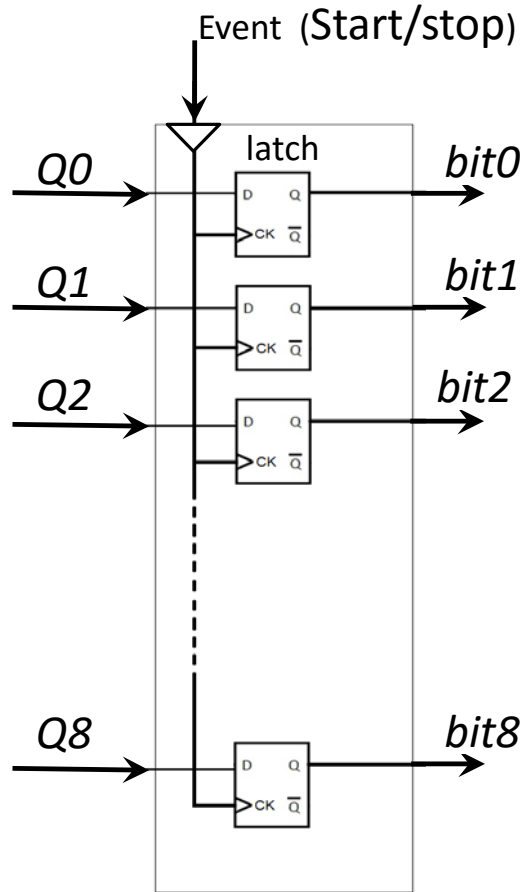 Event (Start/stop)
latch
Q0
D Q
CK Q̅
bit0
Q1
D Q
CK Q̅
bit1
Q2
D Q
CK Q̅
bit2
Q8
D Q
CK Q̅
bit8